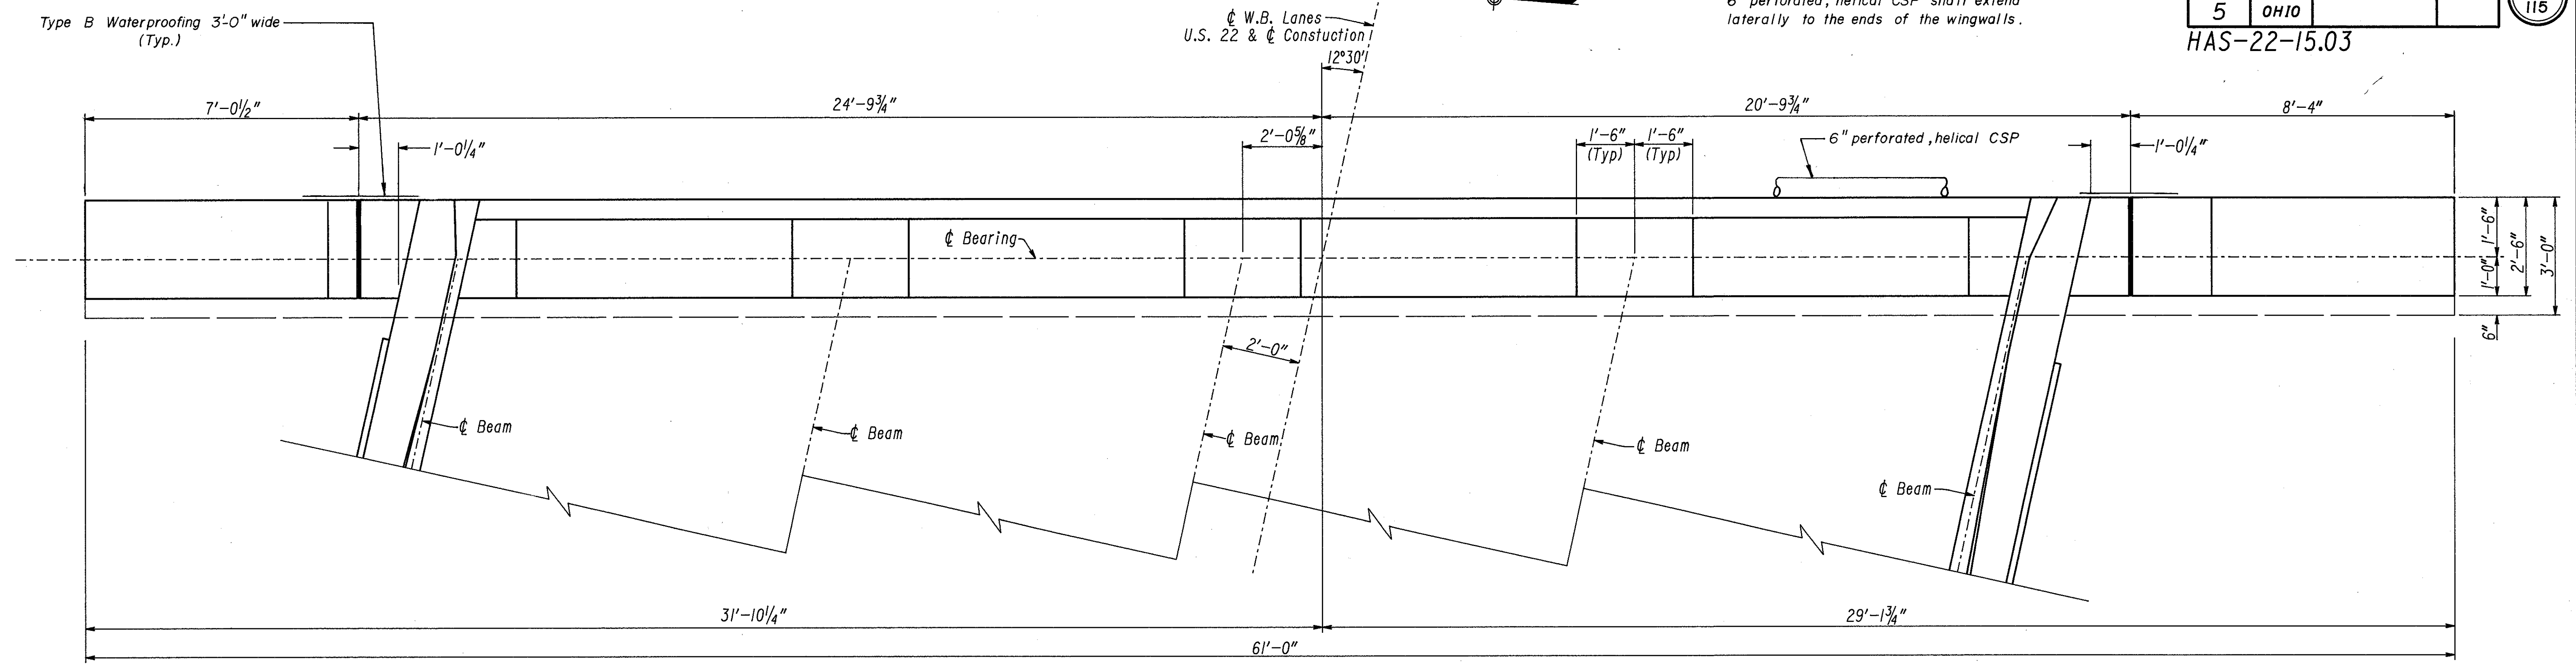 Type B Waterproofing 3'-0" wide
(Typ.)
℄ W.B. Lanes
U.S. 22 & ℄ Constuction
12°30'
laterally to the ends of the wingwalls.
5 OHIO
115
HAS-22-15.03
7'-0½"
24'-9¾"
20'-9¾"
8'-4"
1'-0¼"
2'-0⅝"
1'-6"
(Typ)
1'-6"
(Typ)
6" perforated, helical CSP
1'-0¼"
℄ Bearing
1'-6"
1'-0"
2'-6"
3'-0"
6"
2'-0"
℄ Beam
℄ Beam
℄ Beam
℄ Beam
℄ Beam
31'-10¼"
29'-1¾"
61'-0"